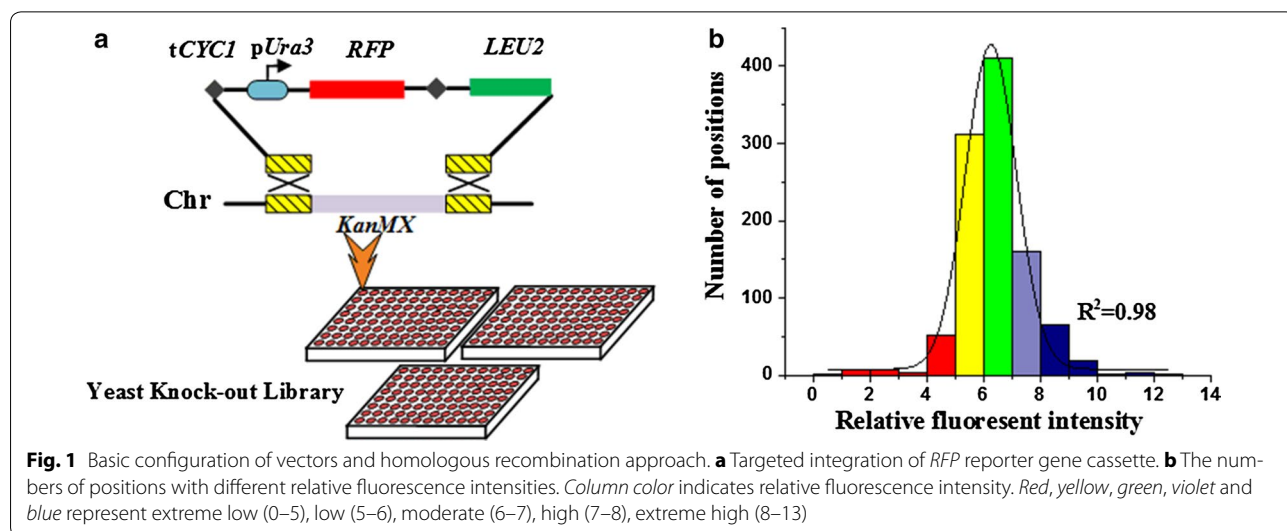 a
tCYC1 pUra3 RFP LEU2
Chr
KanMX
Yeast Knock-out Library
b
Number of positions
400
300
200
100
0
R²=0.98
0 2 4 6 8 10 12 14
Relative fluoresent intensity
Fig. 1 Basic configuration of vectors and homologous recombination approach. a Targeted integration of RFP reporter gene cassette. b The num-
bers of positions with different relative fluorescence intensities. Column color indicates relative fluorescence intensity. Red, yellow, green, violet and
blue represent extreme low (0–5), low (5–6), moderate (6–7), high (7–8), extreme high (8–13)